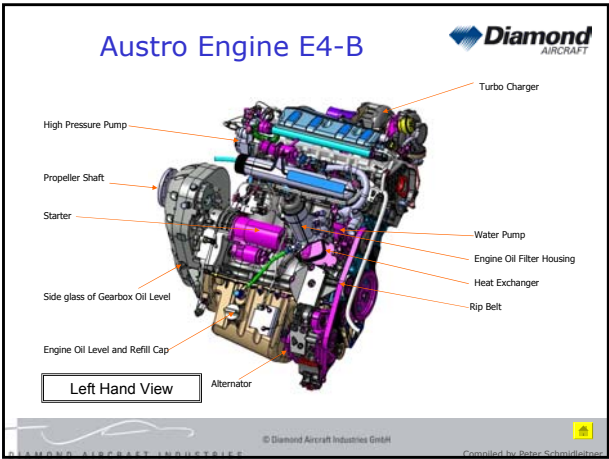 Austro Engine E4-B
Diamond
AIRCRAFT
Turbo Charger
High Pressure Pump
Propeller Shaft
Starter
Water Pump
Engine Oil Filter Housing
Heat Exchanger
Side glass of Gearbox Oil Level
Rip Belt
Engine Oil Level and Refill Cap
Left Hand View
Alternator
© Diamond Aircraft Industries GmbH
DIAMOND AIRCRAFT INDUSTRIES
Compiled by Peter Schmidleitner